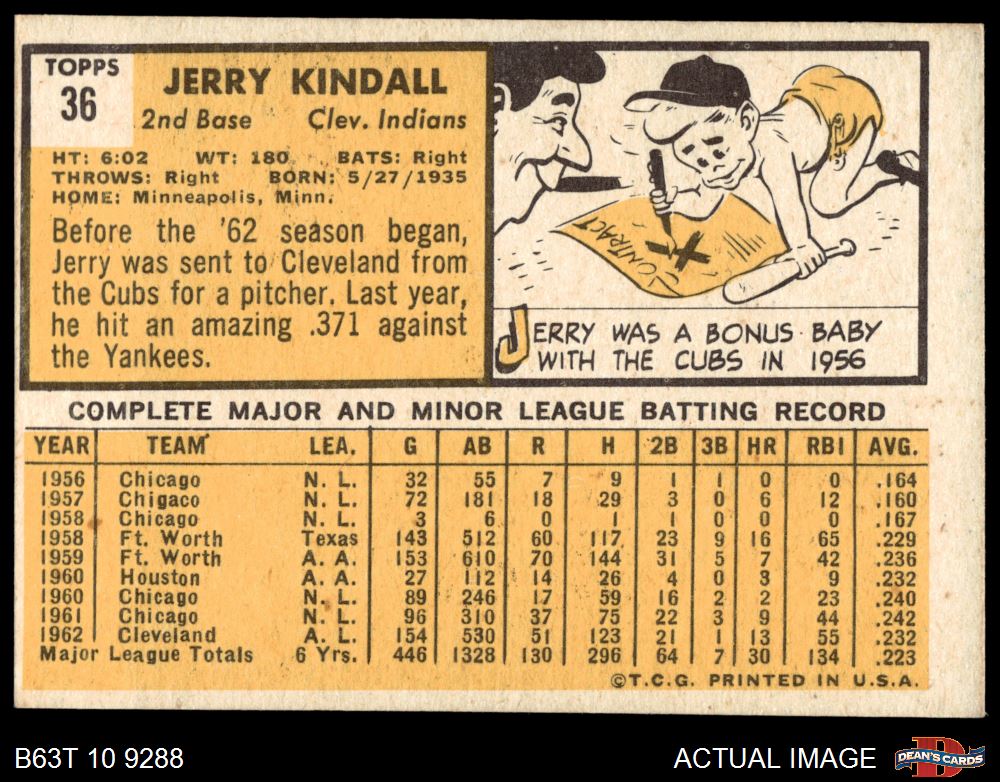 TOPPS
36
JERRY KINDALL
2nd Base Clev. Indians
HT: 6:02 WT: 180 BATS: Right
THROWS: Right BORN: 5/27/1935
HOME: Minneapolis, Minn.
Before the '62 season began,
Jerry was sent to Cleveland from
the Cubs for a pitcher. Last year,
he hit an amazing .371 against
the Yankees.
CONTRACT
X
JERRY WAS A BONUS BABY
WITH THE CUBS IN 1956
COMPLETE MAJOR AND MINOR LEAGUE BATTING RECORD
YEAR TEAM LEA. G AB R H 2B 3B HR RBI AVG.
1956 Chicago N. L. 32 55 7 9 1 1 0 0 .164
1957 Chigaco N. L. 72 181 18 29 3 0 6 12 .160
1958 Chicago N. L. 3 6 0 1 1 0 0 0 .167
1958 Ft. Worth Texas 143 512 60 117 23 9 16 65 .229
1959 Ft. Worth A. A. 153 610 70 144 31 5 7 42 .236
1960 Houston A. A. 27 112 14 26 4 0 3 9 .232
1960 Chicago N. L. 89 246 17 59 16 2 2 23 .240
1961 Chicago N. L. 96 310 37 75 22 3 9 44 .242
1962 Cleveland A. L. 154 530 51 123 21 1 13 55 .232
Major League Totals 6 Yrs. 446 1328 130 296 64 7 30 134 .223
©T.C.G. PRINTED IN U.S.A.
B63T 10 9288 ACTUAL IMAGE D DEAN'S CARDS